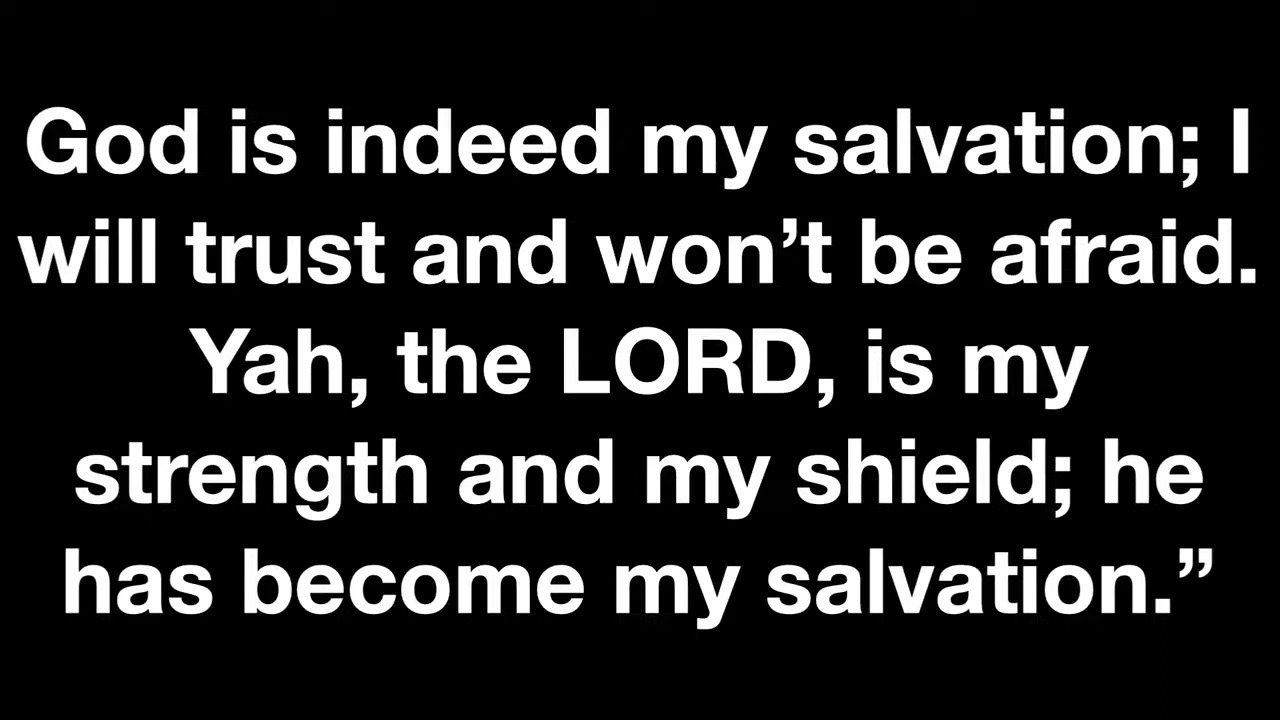 God is indeed my salvation; I
will trust and won’t be afraid.
Yah, the LORD, is my
strength and my shield; he
has become my salvation.”